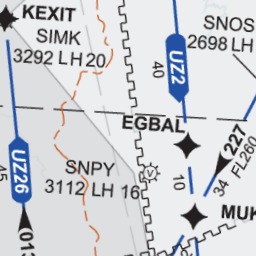 KEXIT
SIMK
3292 LH 20
SNOS
2698 LH
UZ2
40
EGBAL
227
FL260
34
10
UZ26
45
SNPY
3112 LH 16
MUK
013